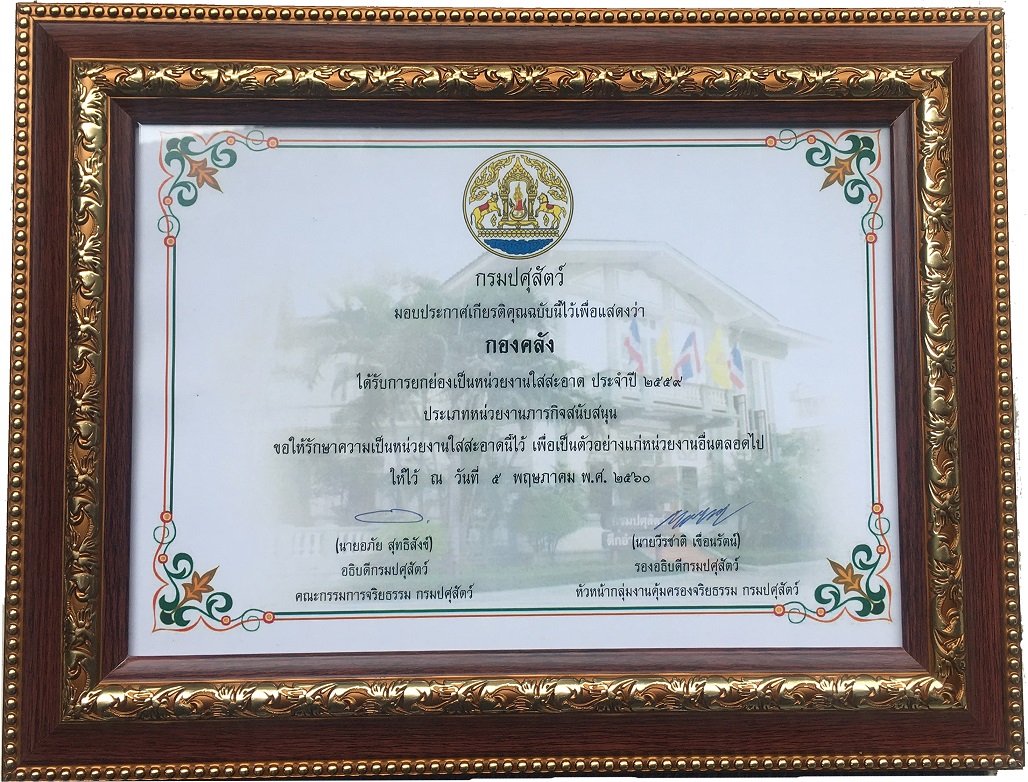 กรมปศุสัตว์
มอบประกาศเกียรติคุณฉบับนี้ไว้เพื่อแสดงว่า
กองคลัง
ได้รับการยกย่องเป็นหน่วยงานใสสะอาด ประจำปี ๒๕๕๙
ประเภทหน่วยงานภารกิจสนับสนุน
ขอให้รักษาความเป็นหน่วยงานใสสะอาดนี้ไว้ เพื่อเป็นตัวอย่างแก่หน่วยงานอื่นตลอดไป
ให้ไว้ ณ วันที่ ๕ พฤษภาคม พ.ศ. ๒๕๖๐
(นายอภัย สุทธิสังข์)
อธิบดีกรมปศุสัตว์
คณะกรรมการจริยธรรม กรมปศุสัตว์
(นายวีรชาติ เขื่อนรัตน์)
รองอธิบดีกรมปศุสัตว์
หัวหน้ากลุ่มงานคุ้มครองจริยธรรม กรมปศุสัตว์